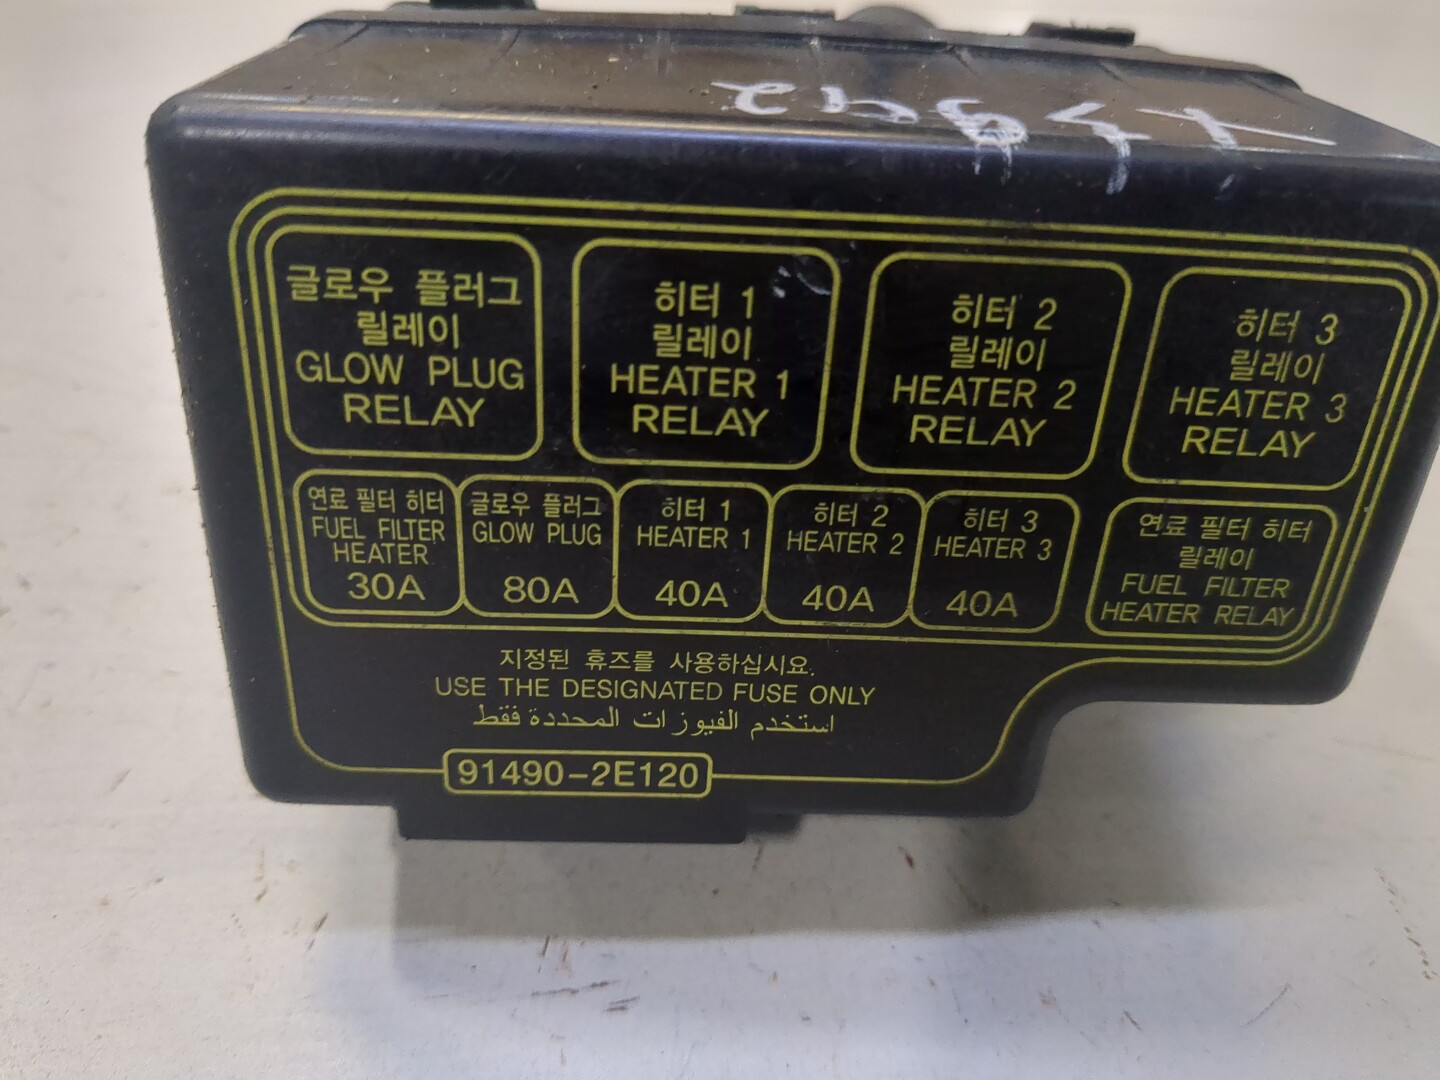 글로우 플러그
릴레이
GLOW PLUG
RELAY
히터 1
릴레이
HEATER 1
RELAY
히터 2
릴레이
HEATER 2
RELAY
히터 3
릴레이
HEATER 3
RELAY
연료 필터 히터
FUEL FILTER
HEATER
30A
글로우 플러그
GLOW PLUG
80A
히터 1
HEATER 1
40A
히터 2
HEATER 2
40A
히터 3
HEATER 3
40A
연료 필터 히터
릴레이
FUEL FILTER
HEATER RELAY
지정된 휴즈를 사용하십시요.
USE THE DESIGNATED FUSE ONLY
استخدم الفيوزات المحددة فقط
91490-2E120